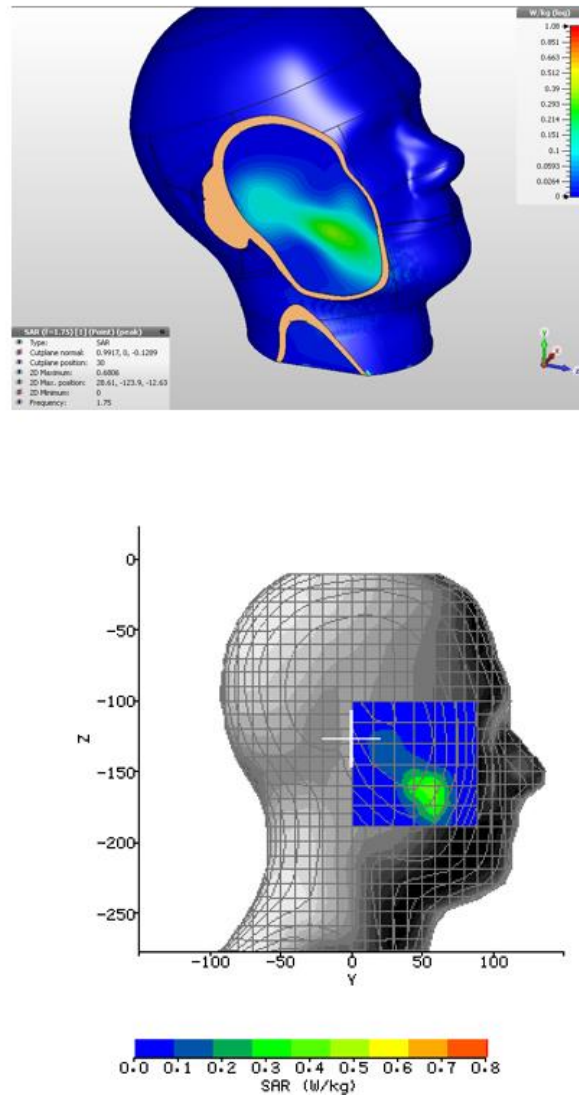 W/kg (log)
1.08
0.851
0.663
0.512
0.39
0.293
0.214
0.151
0.1
0.0593
0.0264
0
SAR (f=1.75) [1] (Point) (peak)
Type: SAR
Cutplane normal: 0.9917, 0, -0.1289
Cutplane position: 30
2D Maximum: 0.6806
2D Max. position: 28.61, -123.9, -12.63
2D Minimum: 0
Frequency: 1.75
y
x
z
0
-50
-100
-150
-200
-250
Z
-100 -50 0 50 100
Y
0.0 0.1 0.2 0.3 0.4 0.5 0.6 0.7 0.8
SAR (W/kg)